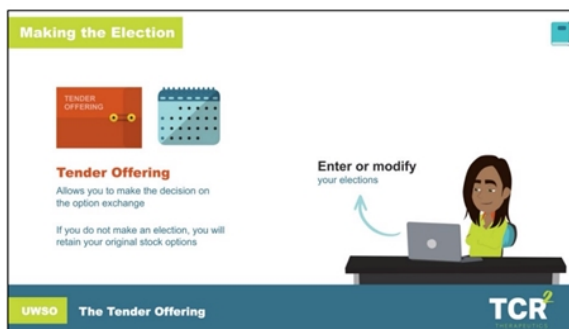 Making the Election
TENDER
OFFERING
Tender Offering
Allows you to make the decision on
the option exchange
If you do not make an election, you will
retain your original stock options
Enter or modify
your elections
UWSO
The Tender Offering
TCR2
THERAPEUTICS